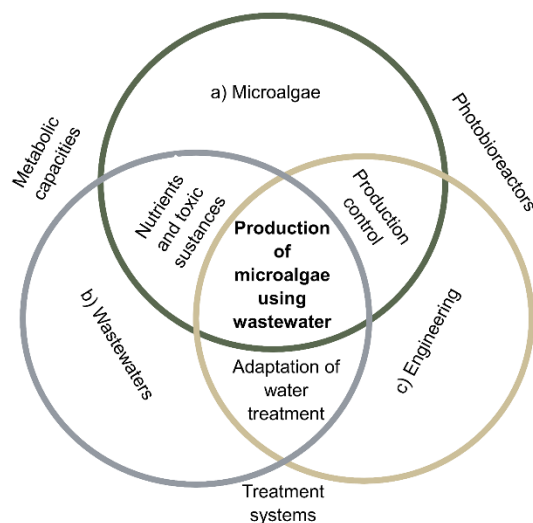 a) Microalgae
Metabolic
capacities
Photobioreactors
Nutrients
and toxic
sustances
Production
control
Production
of
microalgae
using
wastewater
b) Wastewaters
c) Engineering
Adaptation of
water
treatment
Treatment
systems